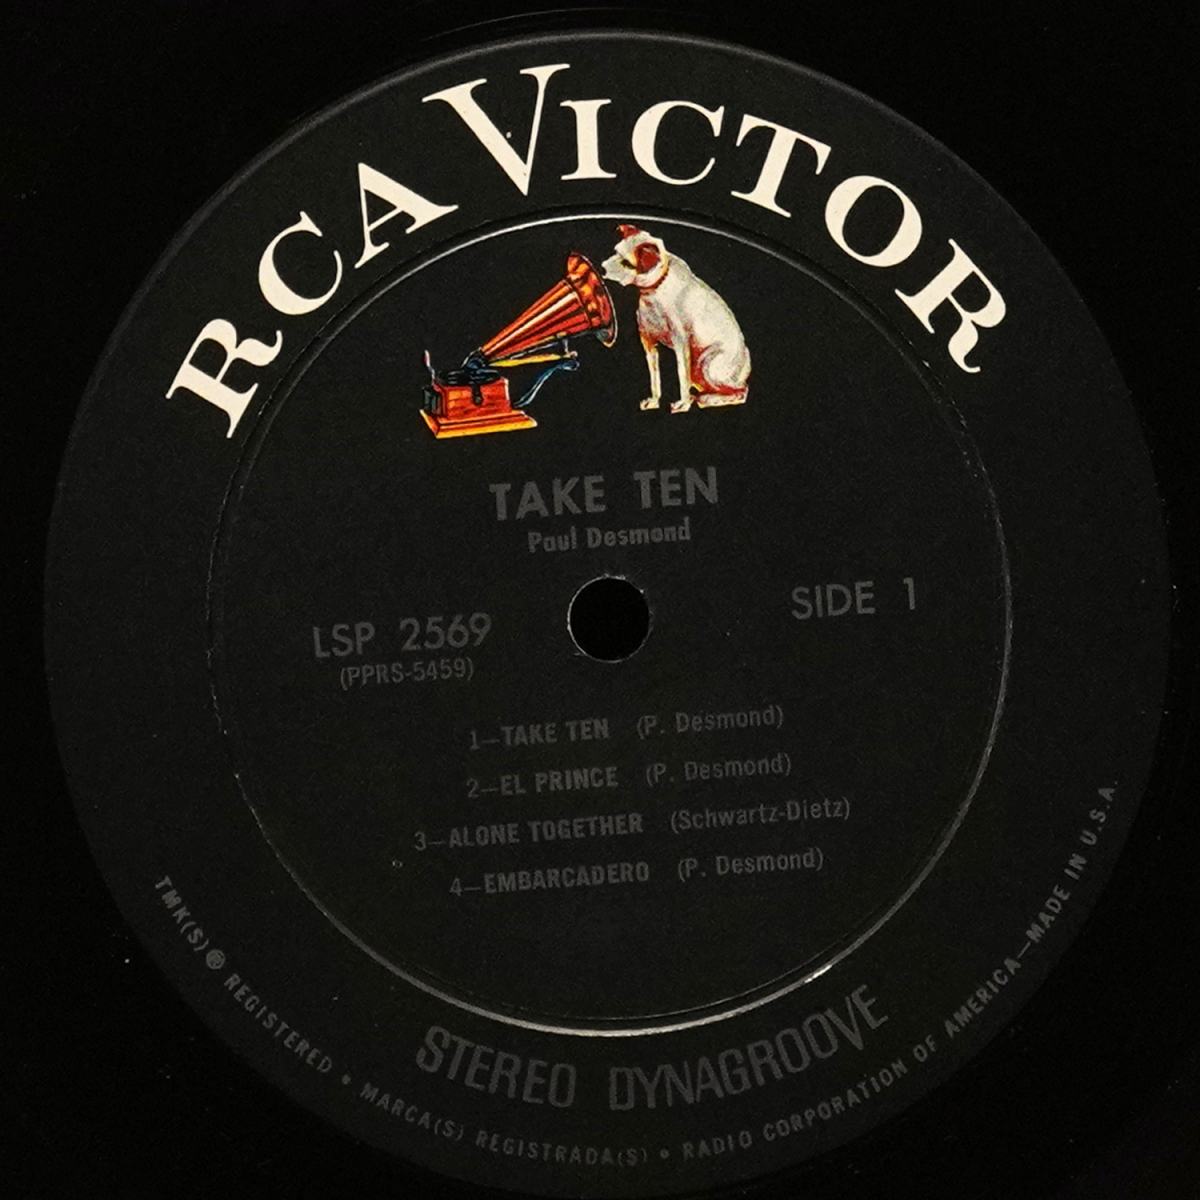 RCA VICTOR
TAKE TEN
Paul Desmond
LSP 2569
(PPRS-5459)
SIDE 1
1—TAKE TEN (P. Desmond)
2—EL PRINCE (P. Desmond)
3—ALONE TOGETHER (Schwartz-Dietz)
4—EMBARCADERO (P. Desmond)
STEREO DYNAGROOVE
TMK(S) ® REGISTERED • MARCA(S) REGISTRADA(S) • RADIO CORPORATION OF AMERICA—MADE IN U.S.A.